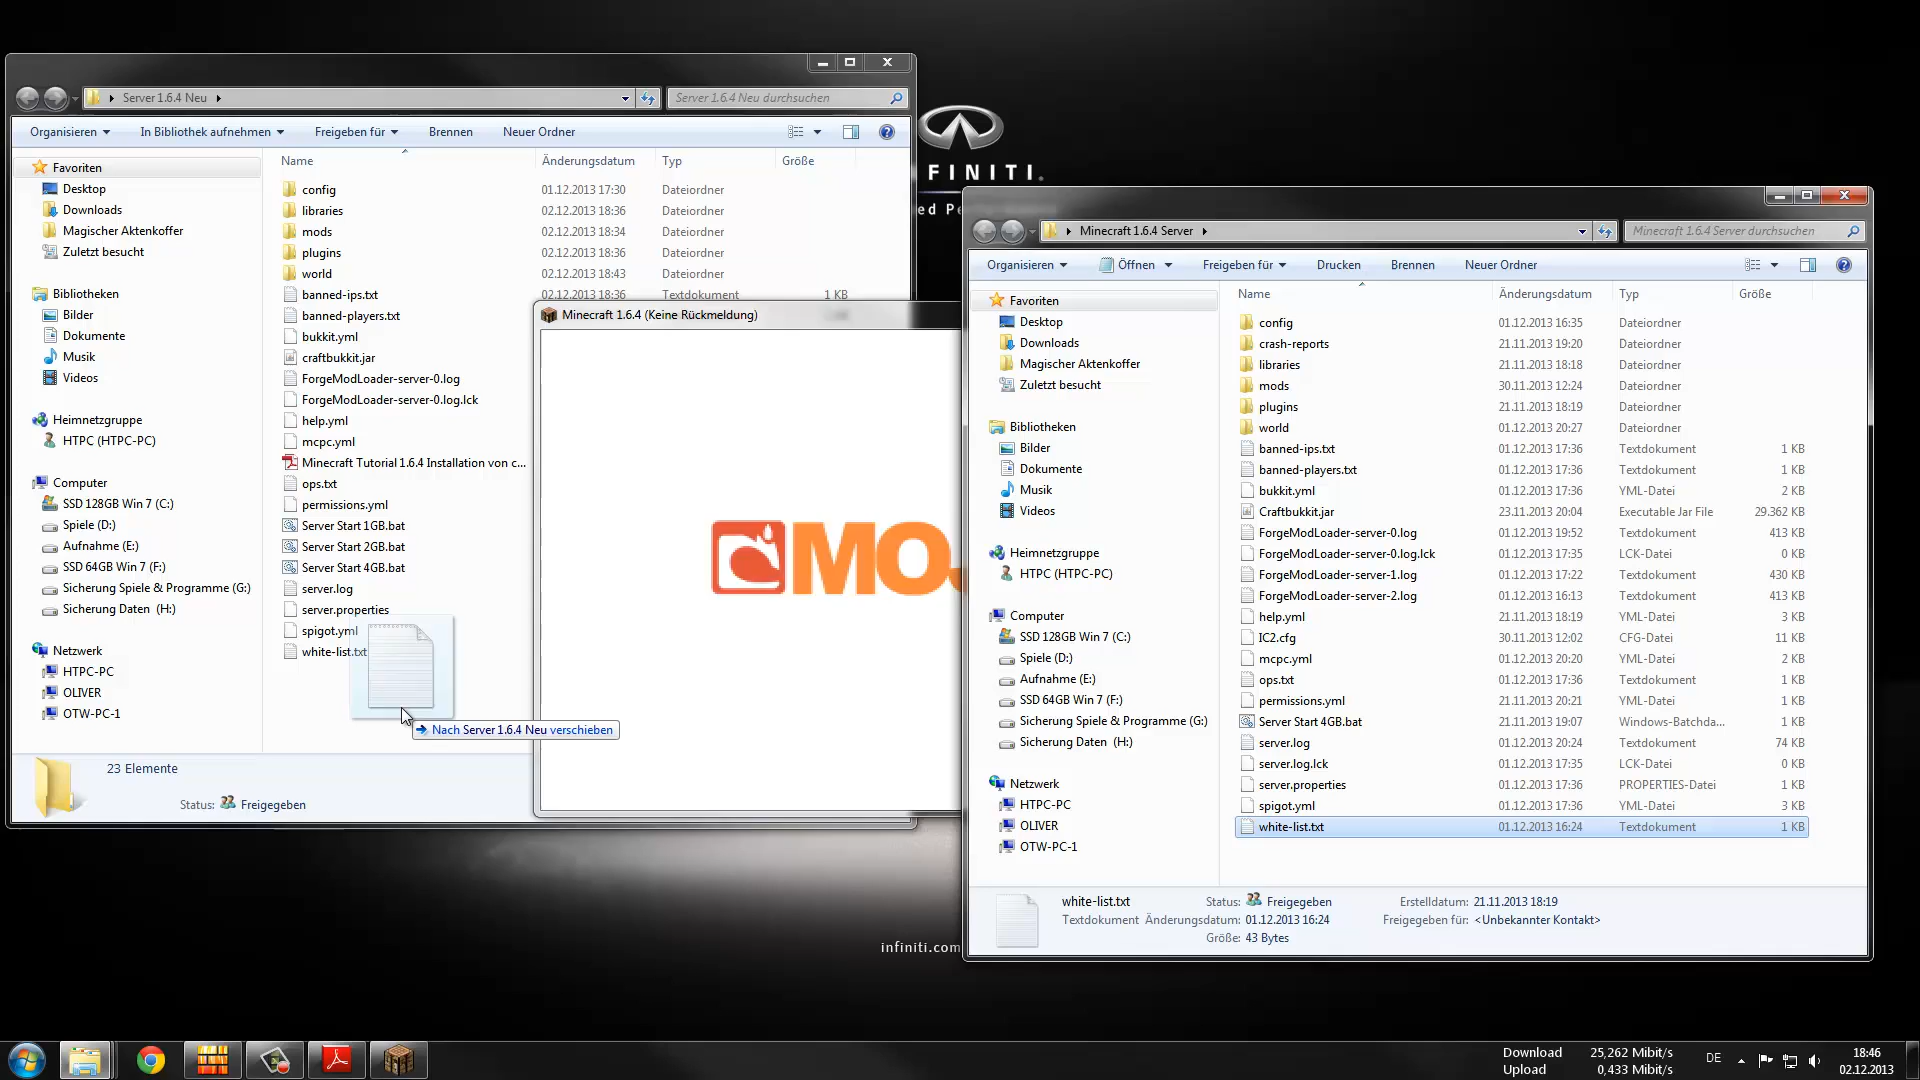 Server 1.6.4 Neu
Server 1.6.4 Neu durchsuchen
Organisieren
In Bibliothek aufnehmen
Freigeben für
Brennen
Neuer Ordner
Name
Änderungsdatum
Typ
Größe
Favoriten
Desktop
Downloads
Magischer Aktenkoffer
Zuletzt besucht
Bibliotheken
Bilder
Dokumente
Musik
Videos
Heimnetzgruppe
HTPC (HTPC-PC)
Computer
SSD 128GB Win 7 (C:)
Spiele (D:)
Aufnahme (E:)
SSD 64GB Win 7 (F:)
Sicherung Spiele & Programme (G:)
Sicherung Daten (H:)
Netzwerk
HTPC-PC
OLIVER
OTW-PC-1
config 01.12.2013 17:30 Dateiordner
libraries 02.12.2013 18:36 Dateiordner
mods 02.12.2013 18:34 Dateiordner
plugins 02.12.2013 18:36 Dateiordner
world 02.12.2013 18:43 Dateiordner
banned-ips.txt 02.12.2013 18:36 Textdokument 1 KB
banned-players.txt
bukkit.yml
craftbukkit.jar
ForgeModLoader-server-0.log
ForgeModLoader-server-0.log.lck
help.yml
mcpc.yml
Minecraft Tutorial 1.6.4 Installation von c...
ops.txt
permissions.yml
Server Start 1GB.bat
Server Start 2GB.bat
Server Start 4GB.bat
server.log
server.properties
spigot.yml
white-list.txt
Nach Server 1.6.4 Neu verschieben
23 Elemente
Status: Freigegeben
Minecraft 1.6.4 (Keine Rückmeldung)
MO
FINITI.
ed Pe
infiniti.com
Minecraft 1.6.4 Server
Minecraft 1.6.4 Server durchsuchen
Organisieren
Öffnen
Freigeben für
Drucken
Brennen
Neuer Ordner
Name
Änderungsdatum
Typ
Größe
Favoriten
Desktop
Downloads
Magischer Aktenkoffer
Zuletzt besucht
Bibliotheken
Bilder
Dokumente
Musik
Videos
Heimnetzgruppe
HTPC (HTPC-PC)
Computer
SSD 128GB Win 7 (C:)
Spiele (D:)
Aufnahme (E:)
SSD 64GB Win 7 (F:)
Sicherung Spiele & Programme (G:)
Sicherung Daten (H:)
Netzwerk
HTPC-PC
OLIVER
OTW-PC-1
config 01.12.2013 16:35 Dateiordner
crash-reports 21.11.2013 19:20 Dateiordner
libraries 21.11.2013 18:18 Dateiordner
mods 30.11.2013 12:24 Dateiordner
plugins 21.11.2013 18:19 Dateiordner
world 01.12.2013 20:27 Dateiordner
banned-ips.txt 01.12.2013 17:36 Textdokument 1 KB
banned-players.txt 01.12.2013 17:36 Textdokument 1 KB
bukkit.yml 01.12.2013 17:36 YML-Datei 2 KB
Craftbukkit.jar 23.11.2013 20:04 Executable Jar File 29.362 KB
ForgeModLoader-server-0.log 01.12.2013 19:52 Textdokument 413 KB
ForgeModLoader-server-0.log.lck 01.12.2013 17:35 LCK-Datei 0 KB
ForgeModLoader-server-1.log 01.12.2013 17:22 Textdokument 430 KB
ForgeModLoader-server-2.log 01.12.2013 16:13 Textdokument 413 KB
help.yml 21.11.2013 18:19 YML-Datei 3 KB
IC2.cfg 30.11.2013 12:02 CFG-Datei 11 KB
mcpc.yml 01.12.2013 20:20 YML-Datei 2 KB
ops.txt 01.12.2013 17:36 Textdokument 1 KB
permissions.yml 21.11.2013 20:21 YML-Datei 3 KB
Server Start 4GB.bat 21.11.2013 19:07 Windows-Batchda... 1 KB
server.log 01.12.2013 20:24 Textdokument 74 KB
server.log.lck 01.12.2013 17:35 LCK-Datei 0 KB
server.properties 01.12.2013 17:36 PROPERTIES-Datei 1 KB
spigot.yml 01.12.2013 17:36 YML-Datei 3 KB
white-list.txt 01.12.2013 16:24 Textdokument 1 KB
white-list.txt Status: Freigegeben Erstelldatum: 21.11.2013 18:19
Textdokument Änderungsdatum: 01.12.2013 16:24 Freigegeben für: <Unbekannter Kontakt>
Größe: 43 Bytes
Download 25,262 Mibit/s
Upload 0,433 Mibit/s
DE
18:46
02.12.2013